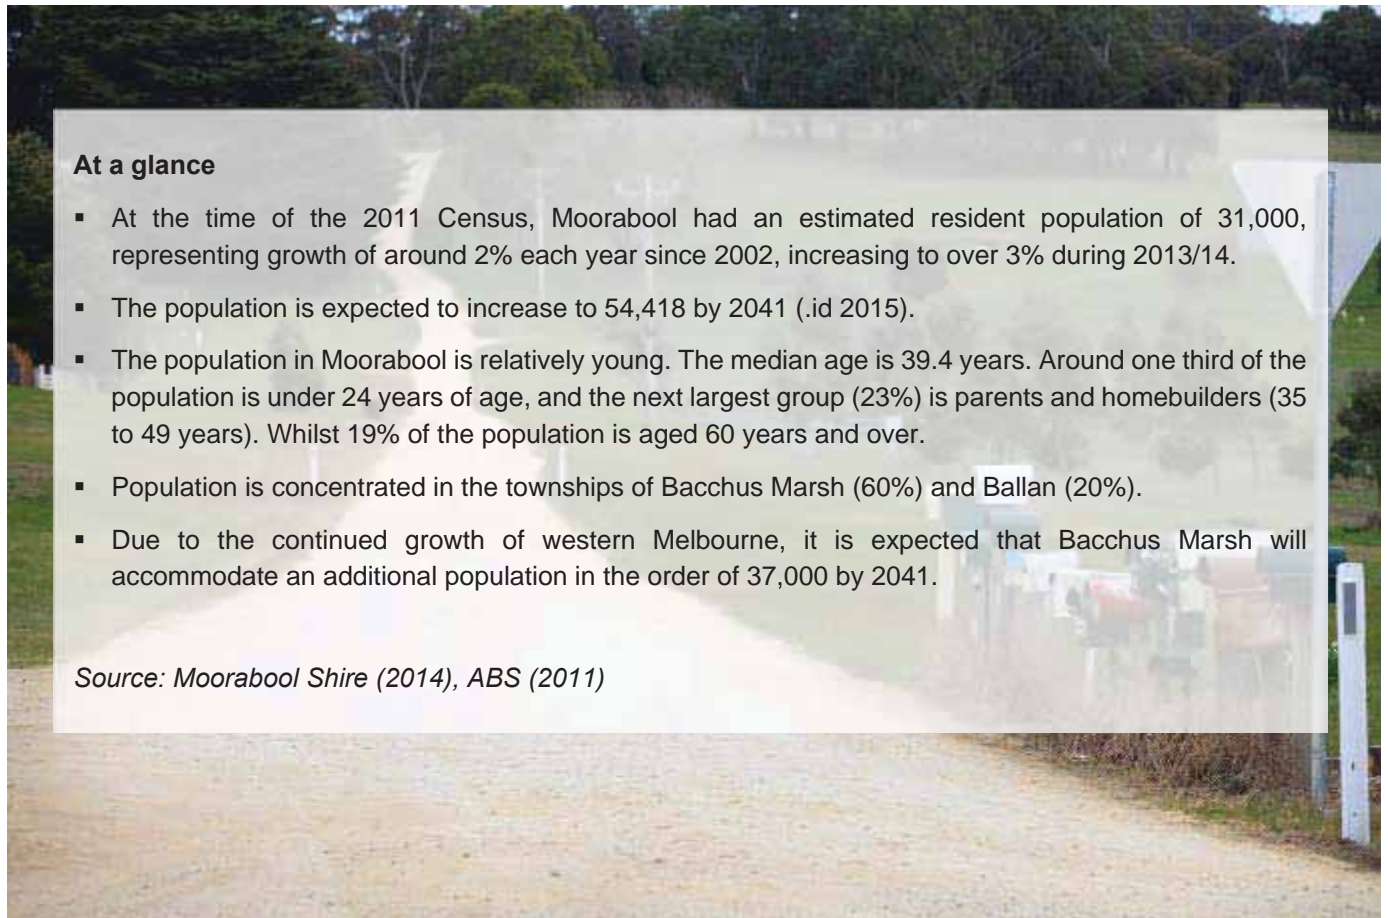 At a glance
▪ At the time of the 2011 Census, Moorabool had an estimated resident population of 31,000,
representing growth of around 2% each year since 2002, increasing to over 3% during 2013/14.
▪ The population is expected to increase to 54,418 by 2041 (.id 2015).
▪ The population in Moorabool is relatively young. The median age is 39.4 years. Around one third of the
population is under 24 years of age, and the next largest group (23%) is parents and homebuilders (35
to 49 years). Whilst 19% of the population is aged 60 years and over.
▪ Population is concentrated in the townships of Bacchus Marsh (60%) and Ballan (20%).
▪ Due to the continued growth of western Melbourne, it is expected that Bacchus Marsh will
accommodate an additional population in the order of 37,000 by 2041.
Source: Moorabool Shire (2014), ABS (2011)